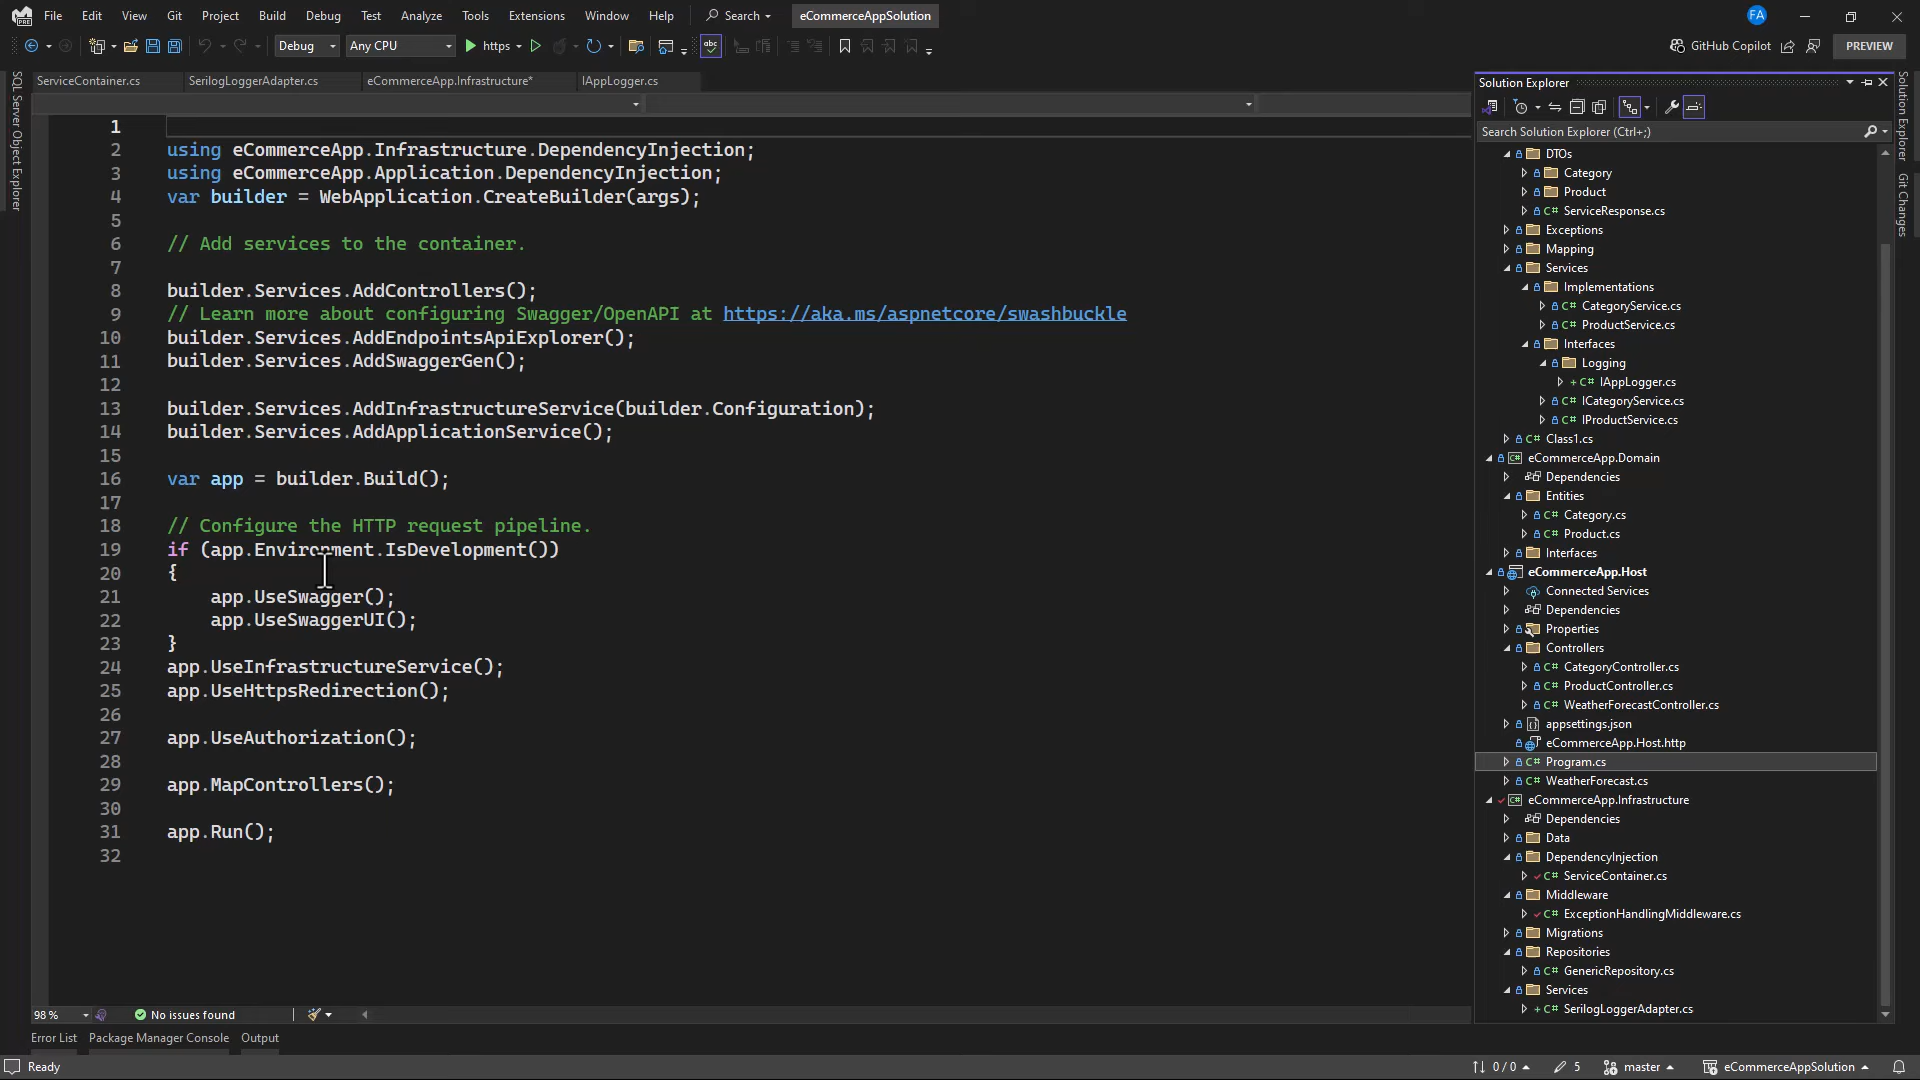 File Edit View Git Project Build Debug Test Analyze Tools Extensions Window Help Search eCommerceAppSolution FA
Debug Any CPU https GitHub Copilot PREVIEW
ServiceContainer.cs SerilogLoggerAdapter.cs eCommerceApp.Infrastructure* IAppLogger.cs
SQL Server Object Explorer
1
2 using eCommerceApp.Infrastructure.DependencyInjection;
3 using eCommerceApp.Application.DependencyInjection;
4 var builder = WebApplication.CreateBuilder(args);
5
6 // Add services to the container.
7
8 builder.Services.AddControllers();
9 // Learn more about configuring Swagger/OpenAPI at https://aka.ms/aspnetcore/swashbuckle
10 builder.Services.AddEndpointsApiExplorer();
11 builder.Services.AddSwaggerGen();
12
13 builder.Services.AddInfrastructureService(builder.Configuration);
14 builder.Services.AddApplicationService();
15
16 var app = builder.Build();
17
18 // Configure the HTTP request pipeline.
19 if (app.Environment.IsDevelopment())
20 {
21 app.UseSwagger();
22 app.UseSwaggerUI();
23 }
24 app.UseInfrastructureService();
25 app.UseHttpsRedirection();
26
27 app.UseAuthorization();
28
29 app.MapControllers();
30
31 app.Run();
32
98 % No issues found
Error List Package Manager Console Output
Solution Explorer
Search Solution Explorer (Ctrl+;)
DTOs
Category
Product
C# ServiceResponse.cs
Exceptions
Mapping
Services
Implementations
C# CategoryService.cs
C# ProductService.cs
Interfaces
Logging
+ C# IAppLogger.cs
C# ICategoryService.cs
C# IProductService.cs
C# Class1.cs
C# eCommerceApp.Domain
Dependencies
Entities
C# Category.cs
C# Product.cs
Interfaces
eCommerceApp.Host
Connected Services
Dependencies
Properties
Controllers
C# CategoryController.cs
C# ProductController.cs
C# WeatherForecastController.cs
appsettings.json
eCommerceApp.Host.http
C# Program.cs
C# WeatherForecast.cs
C# eCommerceApp.Infrastructure
Dependencies
Data
DependencyInjection
C# ServiceContainer.cs
Middleware
C# ExceptionHandlingMiddleware.cs
Migrations
Repositories
C# GenericRepository.cs
Services
+ C# SerilogLoggerAdapter.cs
Solution Explorer
Git Changes
Ready 0 / 0 5 master eCommerceAppSolution